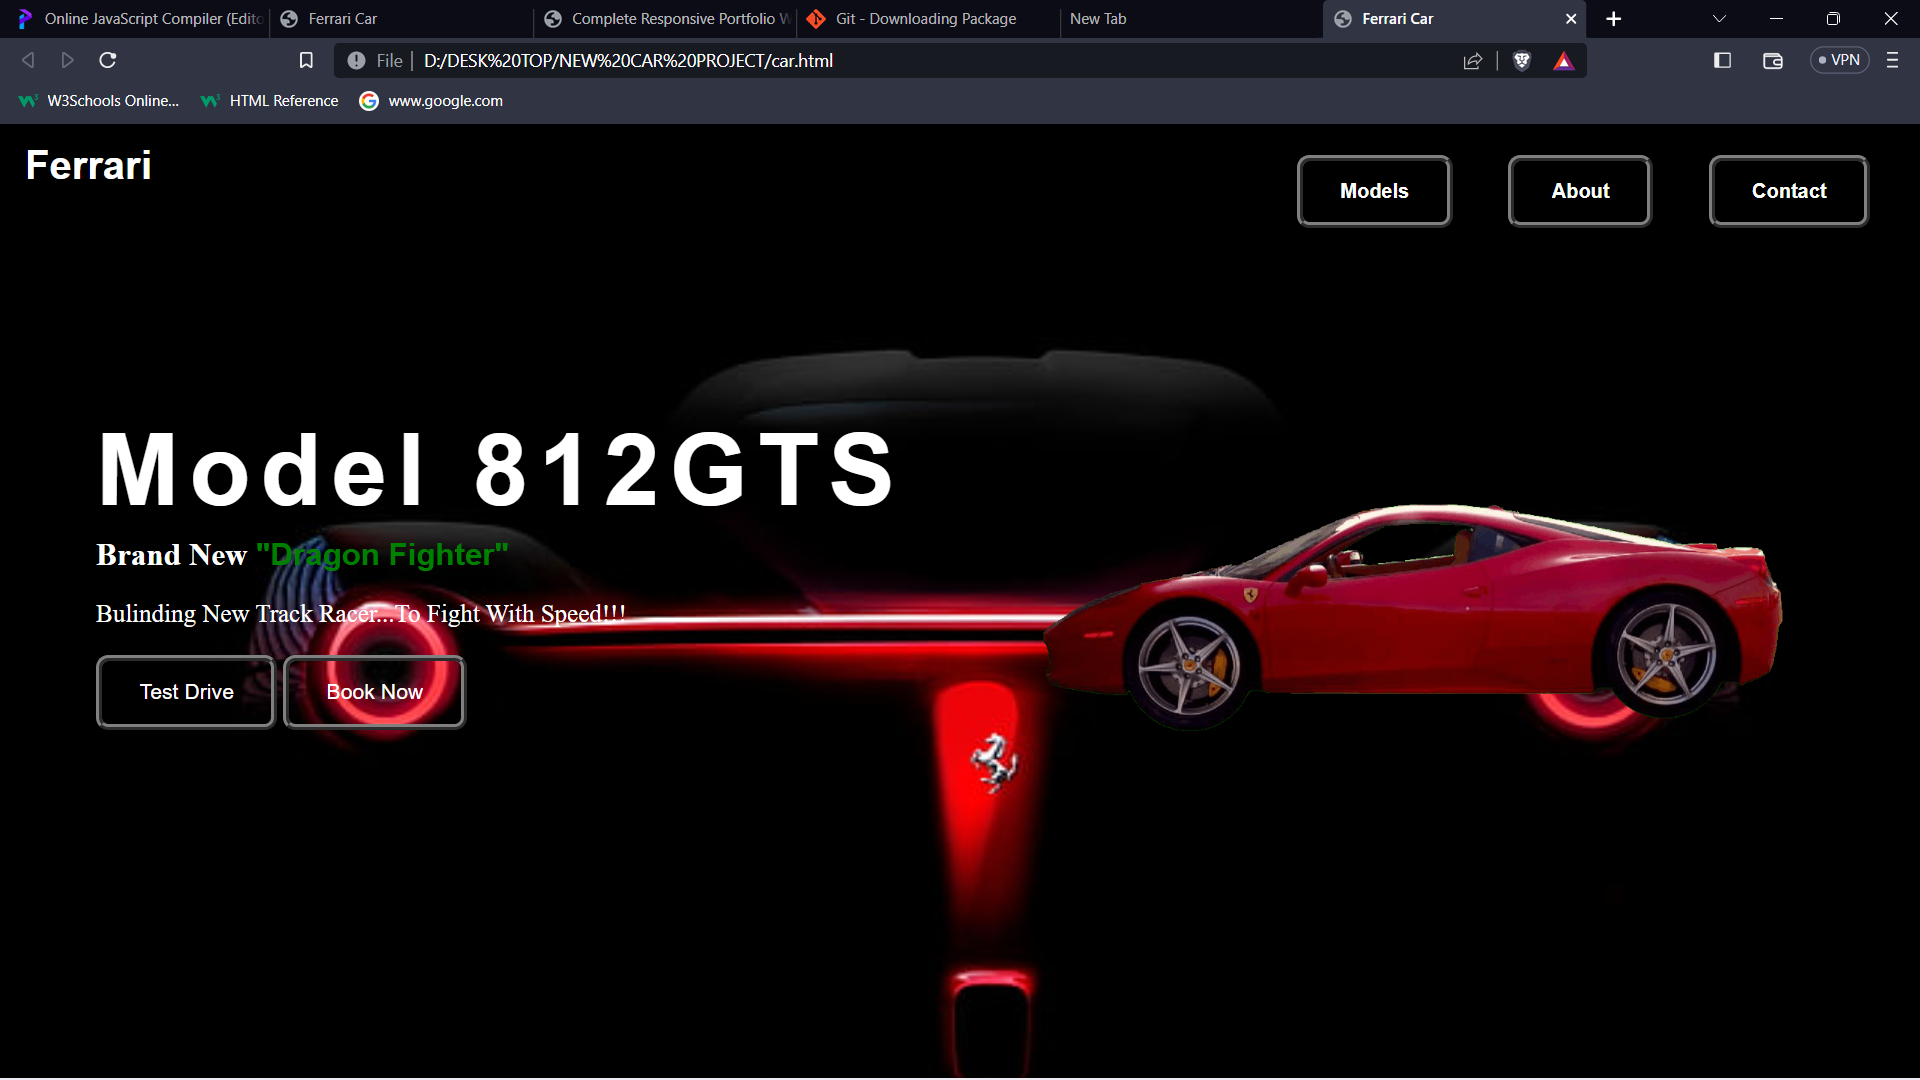 Online JavaScript Compiler (Edito
Ferrari Car
Complete Responsive Portfolio W
Git - Downloading Package
New Tab
Ferrari Car
File
D:/DESK%20TOP/NEW%20CAR%20PROJECT/car.html
VPN
W3Schools Online...
HTML Reference
www.google.com
Ferrari
Models
About
Contact
Model 812GTS
Brand New "Dragon Fighter"
Bulinding New Track Racer...To Fight With Speed!!!
Test Drive
Book Now